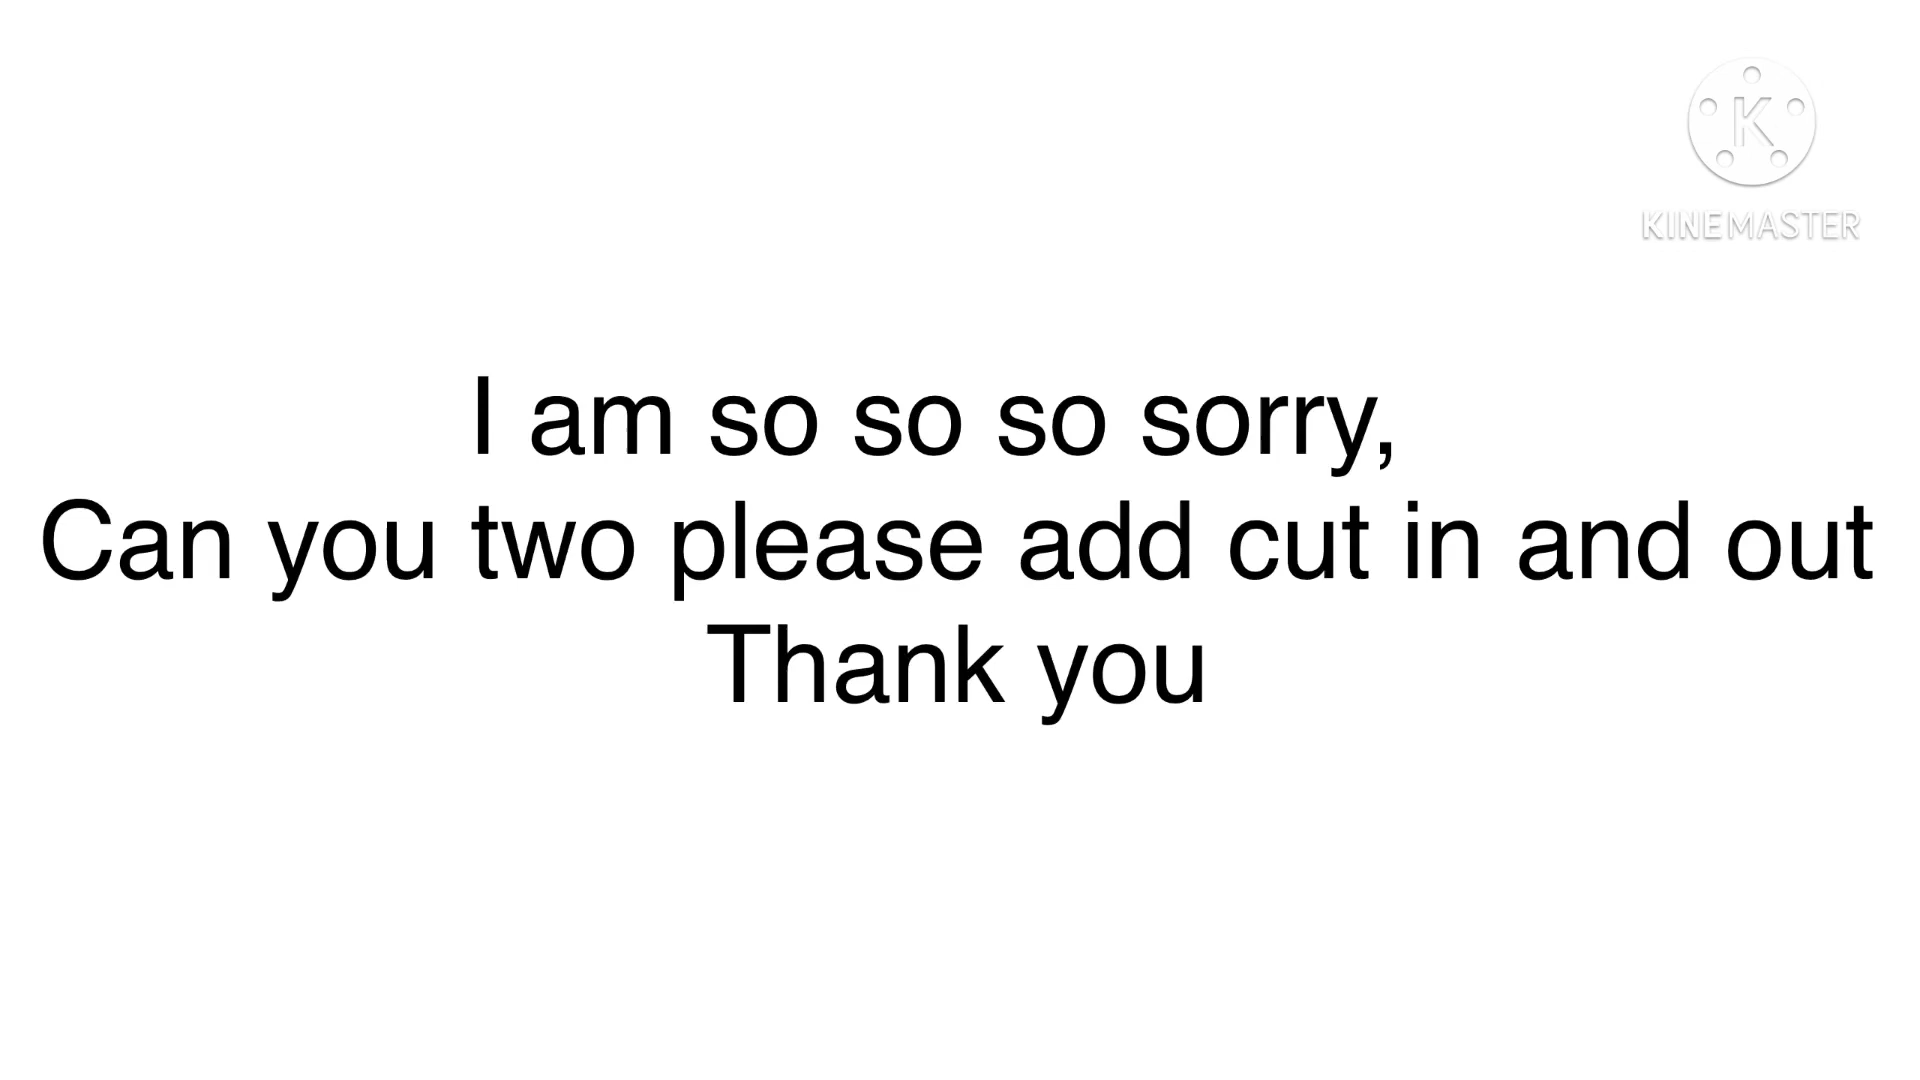 KINEMASTER
I am so so so sorry,
Can you two please add cut in and out
Thank you